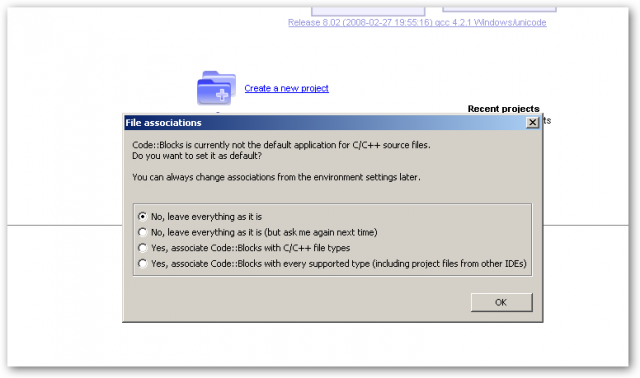 Release 8.02 (2008-02-27 19:55:16) gcc 4.2.1 Windows/unicode
Create a new project
Recent projects
ts
File associations
Code::Blocks is currently not the default application for C/C++ source files.
Do you want to set it as default?
You can always change associations from the environment settings later.
No, leave everything as it is
No, leave everything as it is (but ask me again next time)
Yes, associate Code::Blocks with C/C++ file types
Yes, associate Code::Blocks with every supported type (including project files from other IDEs)
OK